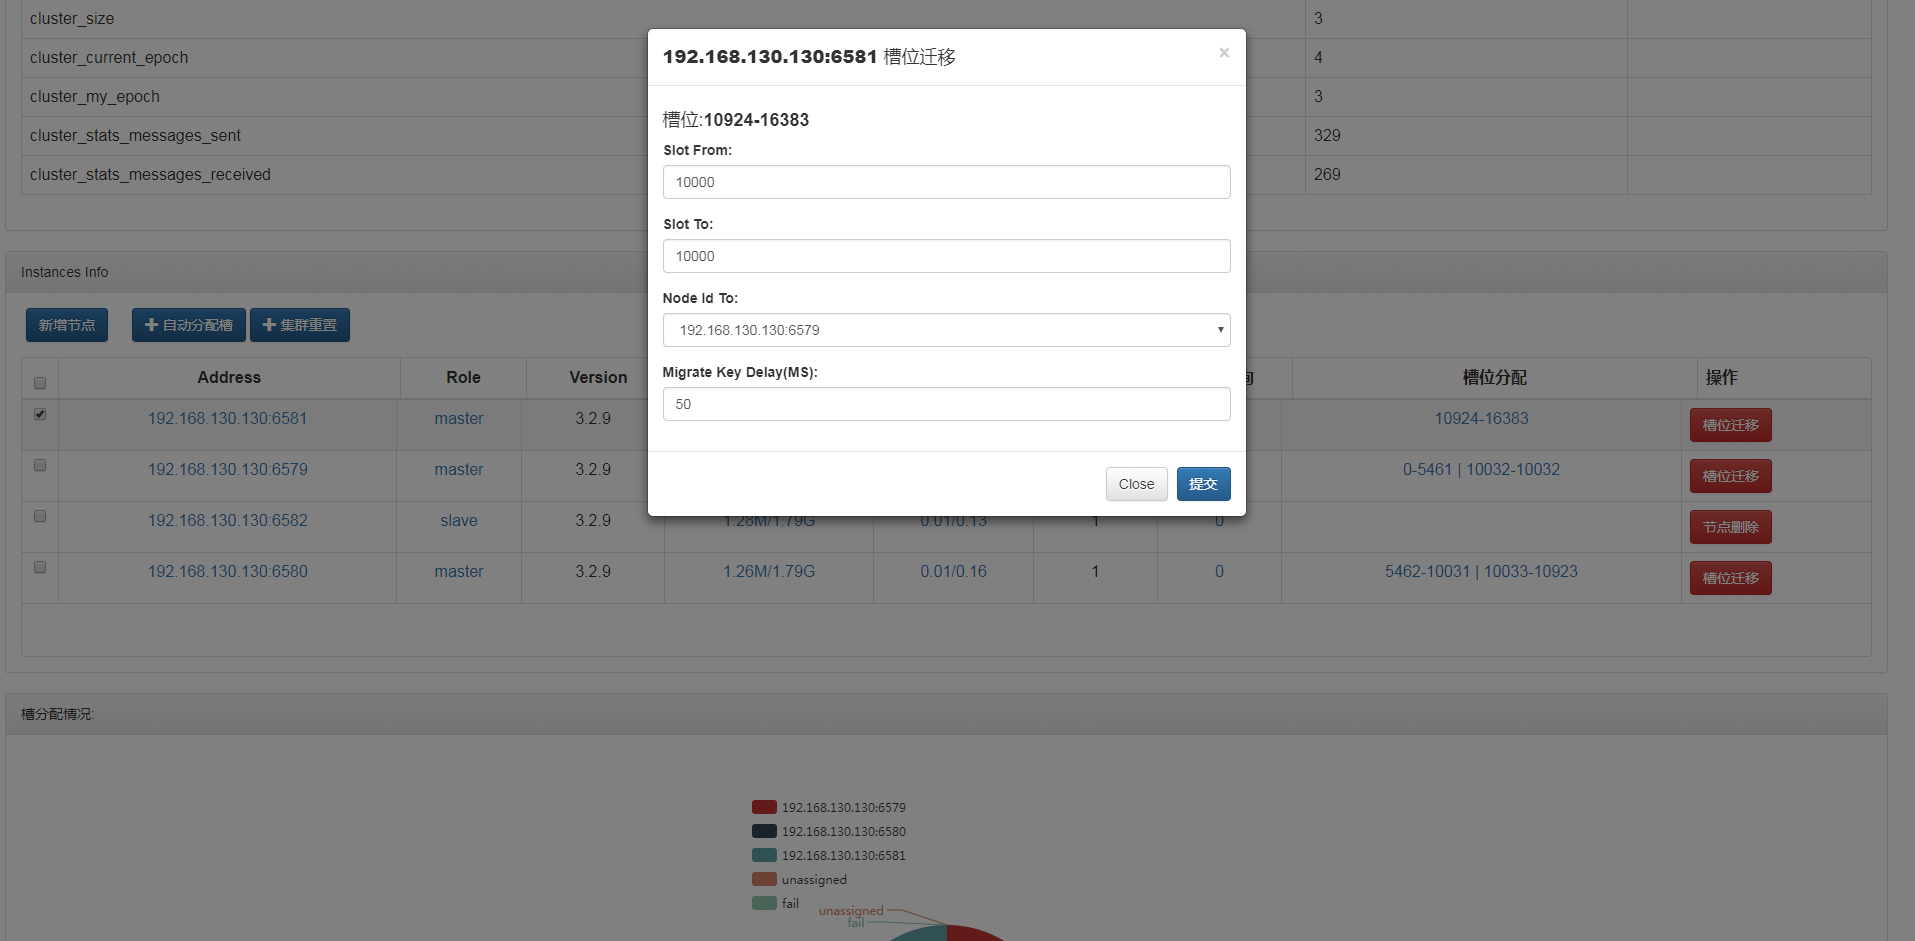 cluster_size 3
cluster_current_epoch 4
cluster_my_epoch 3
cluster_stats_messages_sent 329
cluster_stats_messages_received 269
192.168.130.130:6581 槽位迁移 ×
槽位:10924-16383
Slot From:
10000
Slot To:
10000
Node Id To:
192.168.130.130:6579
Migrate Key Delay(MS):
50
Close 提交
Instances Info
新增节点 自动分配槽 集群重置
Address Role Version 槽位分配 操作
192.168.130.130:6581 master 3.2.9 10924-16383 槽位迁移
192.168.130.130:6579 master 3.2.9 0-5461 | 10032-10032 槽位迁移
192.168.130.130:6582 slave 3.2.9 1.28M/1.79G 0.01/0.13 1 0 节点删除
192.168.130.130:6580 master 3.2.9 1.26M/1.79G 0.01/0.16 1 0 5462-10031 | 10033-10923 槽位迁移
槽分配情况:
192.168.130.130:6579
192.168.130.130:6580
192.168.130.130:6581
unassigned
fail
unassigned
fail